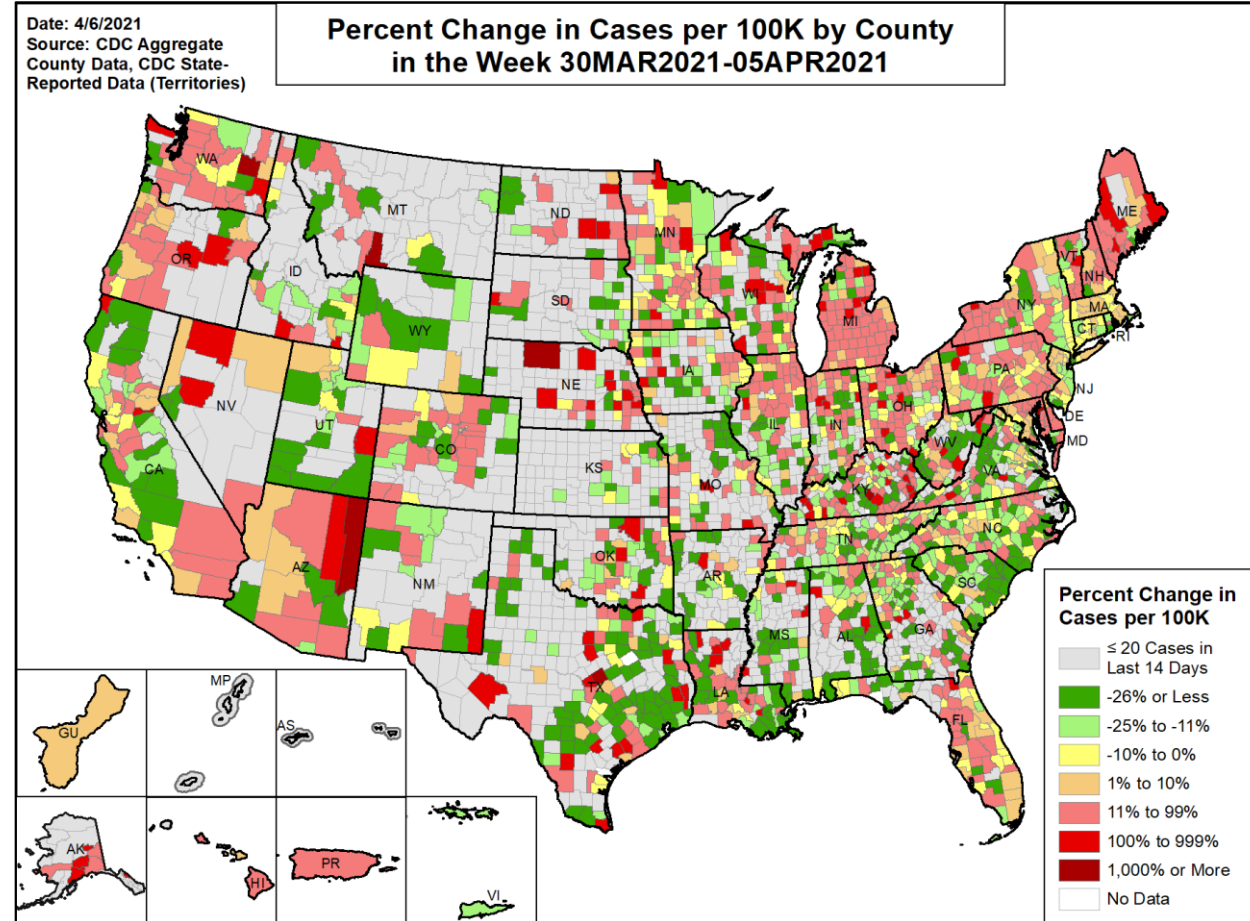 Date: 4/6/2021
Source: CDC Aggregate
County Data, CDC State-
Reported Data (Territories)
Percent Change in Cases per 100K by County
in the Week 30MAR2021-05APR2021
WA
MT
ND
MN
ME
OR
ID
SD
WI
VT
NH
NY
MA
WY
MI
CT
RI
NE
IA
PA
NJ
NV
UT
OH
IL
IN
DE
CO
WV
MD
CA
KS
MO
VA
KY
NC
TN
AZ
OK
NM
AR
SC
MS
AL
GA
TX
LA
FL
MP
AS
GU
AK
HI
PR
VI
Percent Change in
Cases per 100K
≤ 20 Cases in
Last 14 Days
-26% or Less
-25% to -11%
-10% to 0%
1% to 10%
11% to 99%
100% to 999%
1,000% or More
No Data